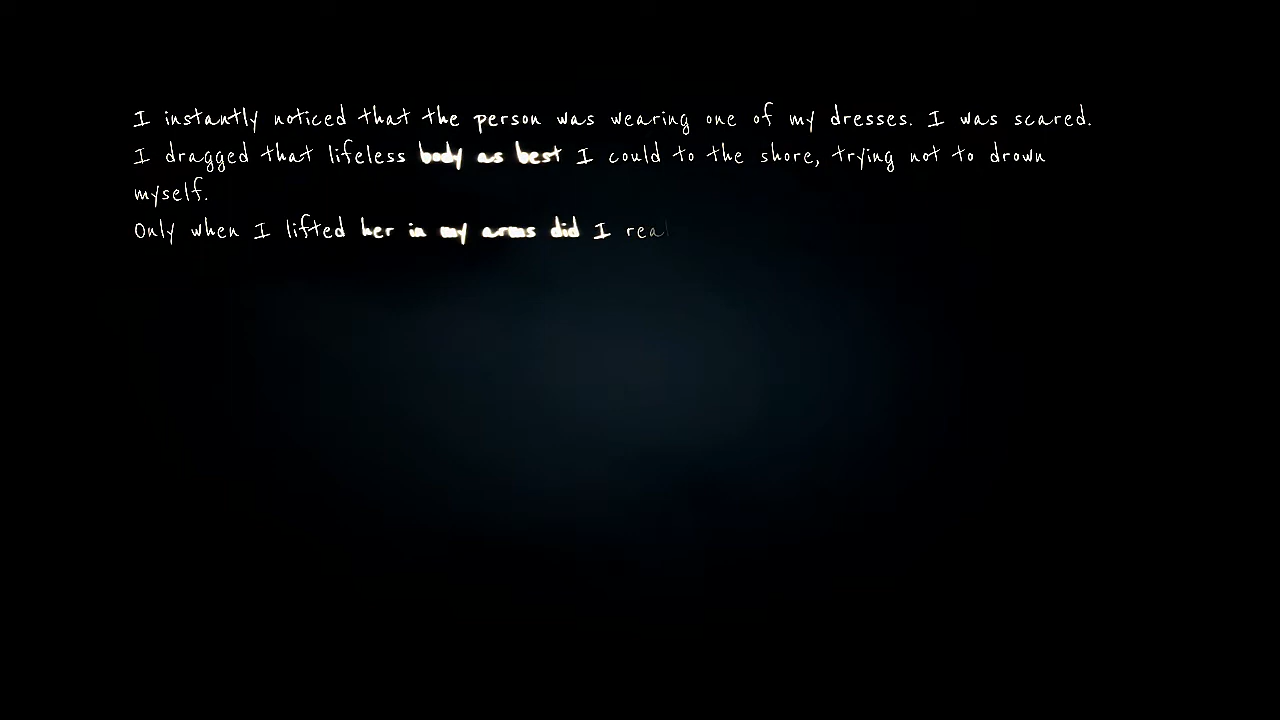 I instantly noticed that the person was wearing one of my dresses. I was scared.
I dragged that lifeless body as best I could to the shore, trying not to drown
myself.
Only when I lifted her in my arms did I rea